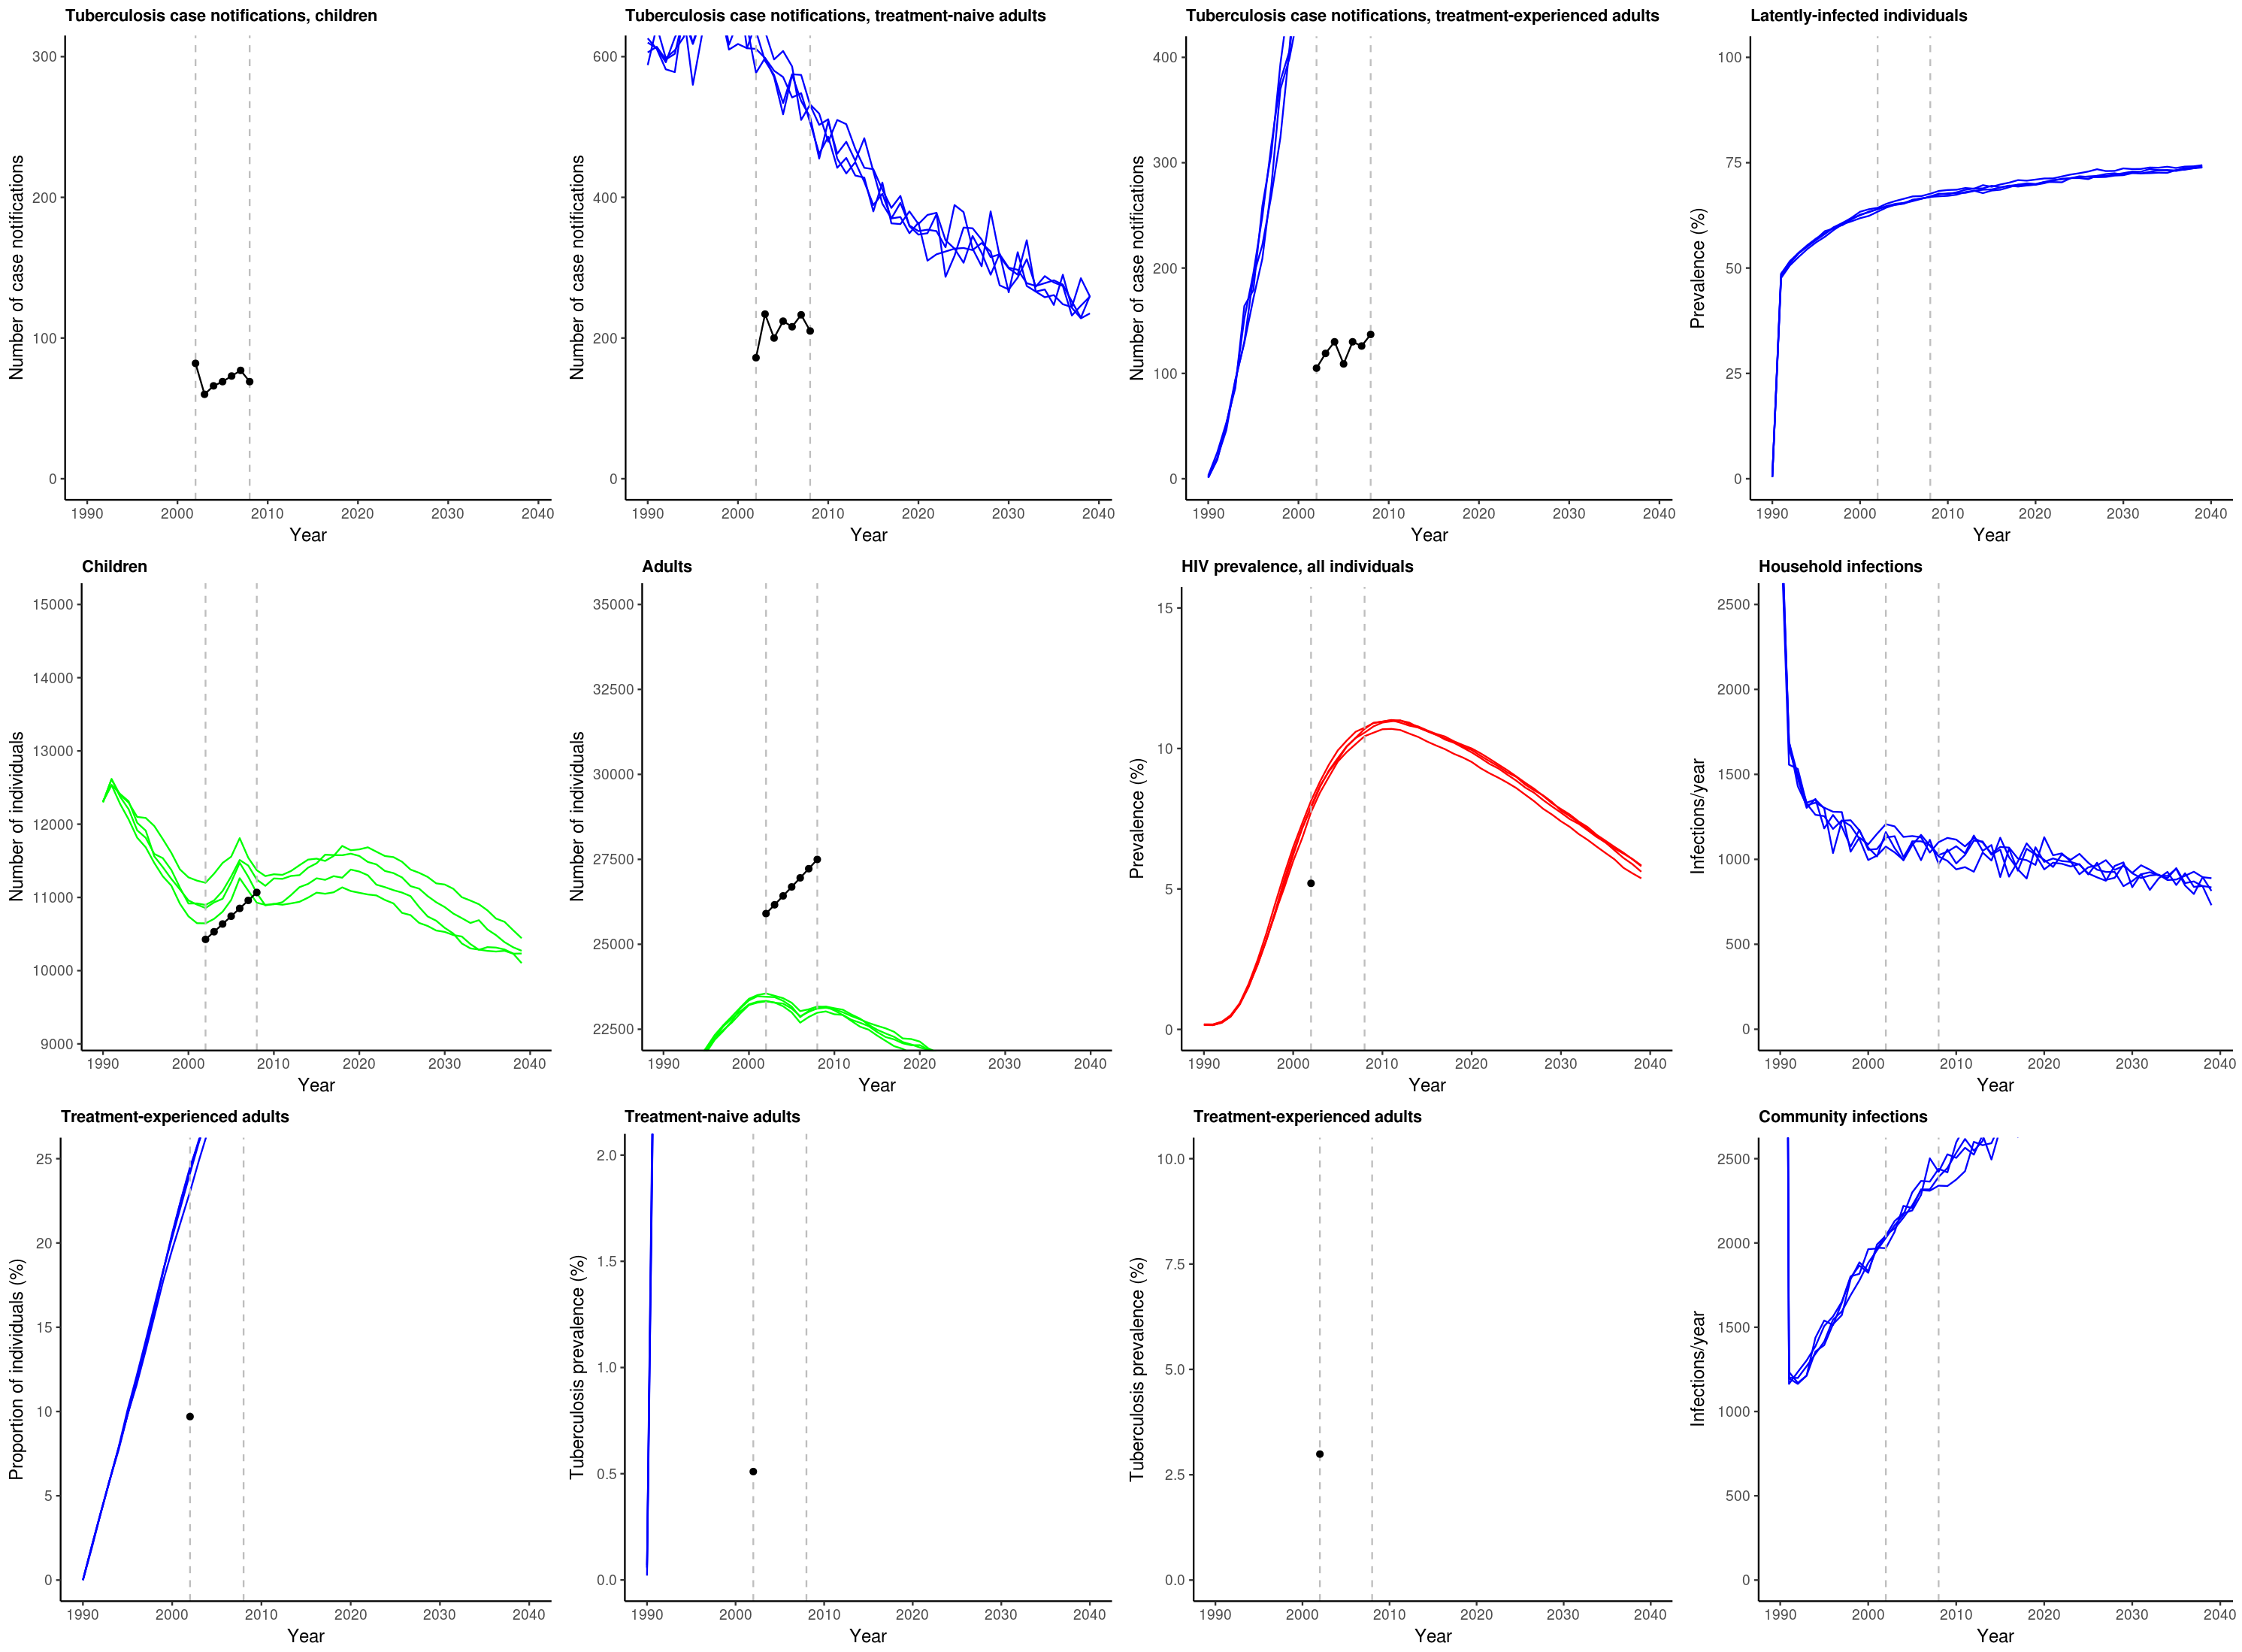 Tuberculosis case notifications, children
Number of case notifications
300
200
100
0
1990 2000 2010 2020 2030 2040
Year
Tuberculosis case notifications, treatment-naive adults
Number of case notifications
600
400
200
0
1990 2000 2010 2020 2030 2040
Year
Tuberculosis case notifications, treatment-experienced adults
Number of case notifications
400
300
200
100
0
1990 2000 2010 2020 2030 2040
Year
Latently-infected individuals
Prevalence (%)
100
75
50
25
0
1990 2000 2010 2020 2030 2040
Year
Children
Number of individuals
15000
14000
13000
12000
11000
10000
9000
1990 2000 2010 2020 2030 2040
Year
Adults
Number of individuals
35000
32500
30000
27500
25000
22500
1990 2000 2010 2020 2030 2040
Year
HIV prevalence, all individuals
Prevalence (%)
15
10
5
0
1990 2000 2010 2020 2030 2040
Year
Household infections
Infections/year
2500
2000
1500
1000
500
0
1990 2000 2010 2020 2030 2040
Year
Treatment-experienced adults
Proportion of individuals (%)
25
20
15
10
5
0
1990 2000 2010 2020 2030 2040
Year
Treatment-naive adults
Tuberculosis prevalence (%)
2.0
1.5
1.0
0.5
0.0
1990 2000 2010 2020 2030 2040
Year
Treatment-experienced adults
Tuberculosis prevalence (%)
10.0
7.5
5.0
2.5
0.0
1990 2000 2010 2020 2030 2040
Year
Community infections
Infections/year
2500
2000
1500
1000
500
0
1990 2000 2010 2020 2030 2040
Year